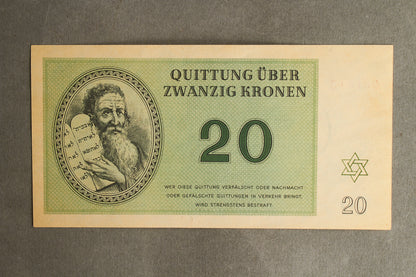 QUITTUNG ÜBER
ZWANZIG KRONEN
20
WER DIESE QUITTUNG VERFÄLSCHT ODER NACHMACHT
ODER GEFÄLSCHTE QUITTUNGEN IN VERKEHR BRINGT,
WIRD STRENGSTENS BESTRAFT.
20